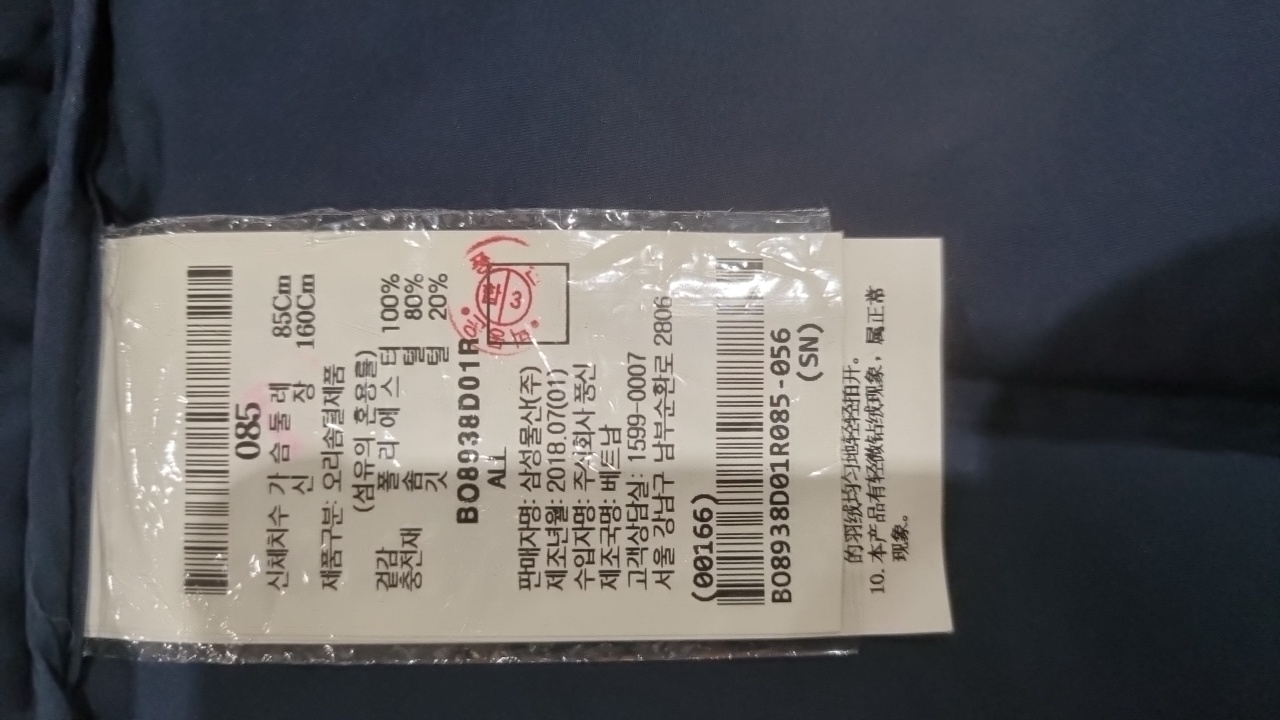 085
신체치수 가 슴 둘 레 85Cm
신 장 160Cm
제품구분: 오리솜털제품
(섬유의 혼용률)
겉감 폴 리 에 스 터 100%
충전재 솜 털 80%
깃 털 20%
BO8938D01R
ALL
판매자명: 삼성물산(주)
제조년월: 2018.07(01)
수입자명: 주식회사 풍신
제조국명: 베트남
고객상담실: 1599-0007
서울 강남구 남부순환로 2806
(00166)
BO8938D01R085-056
(SN)
的羽绒均匀地轻轻拍开。
10. 本产品有轻微钻绒现象，属正常
现象。